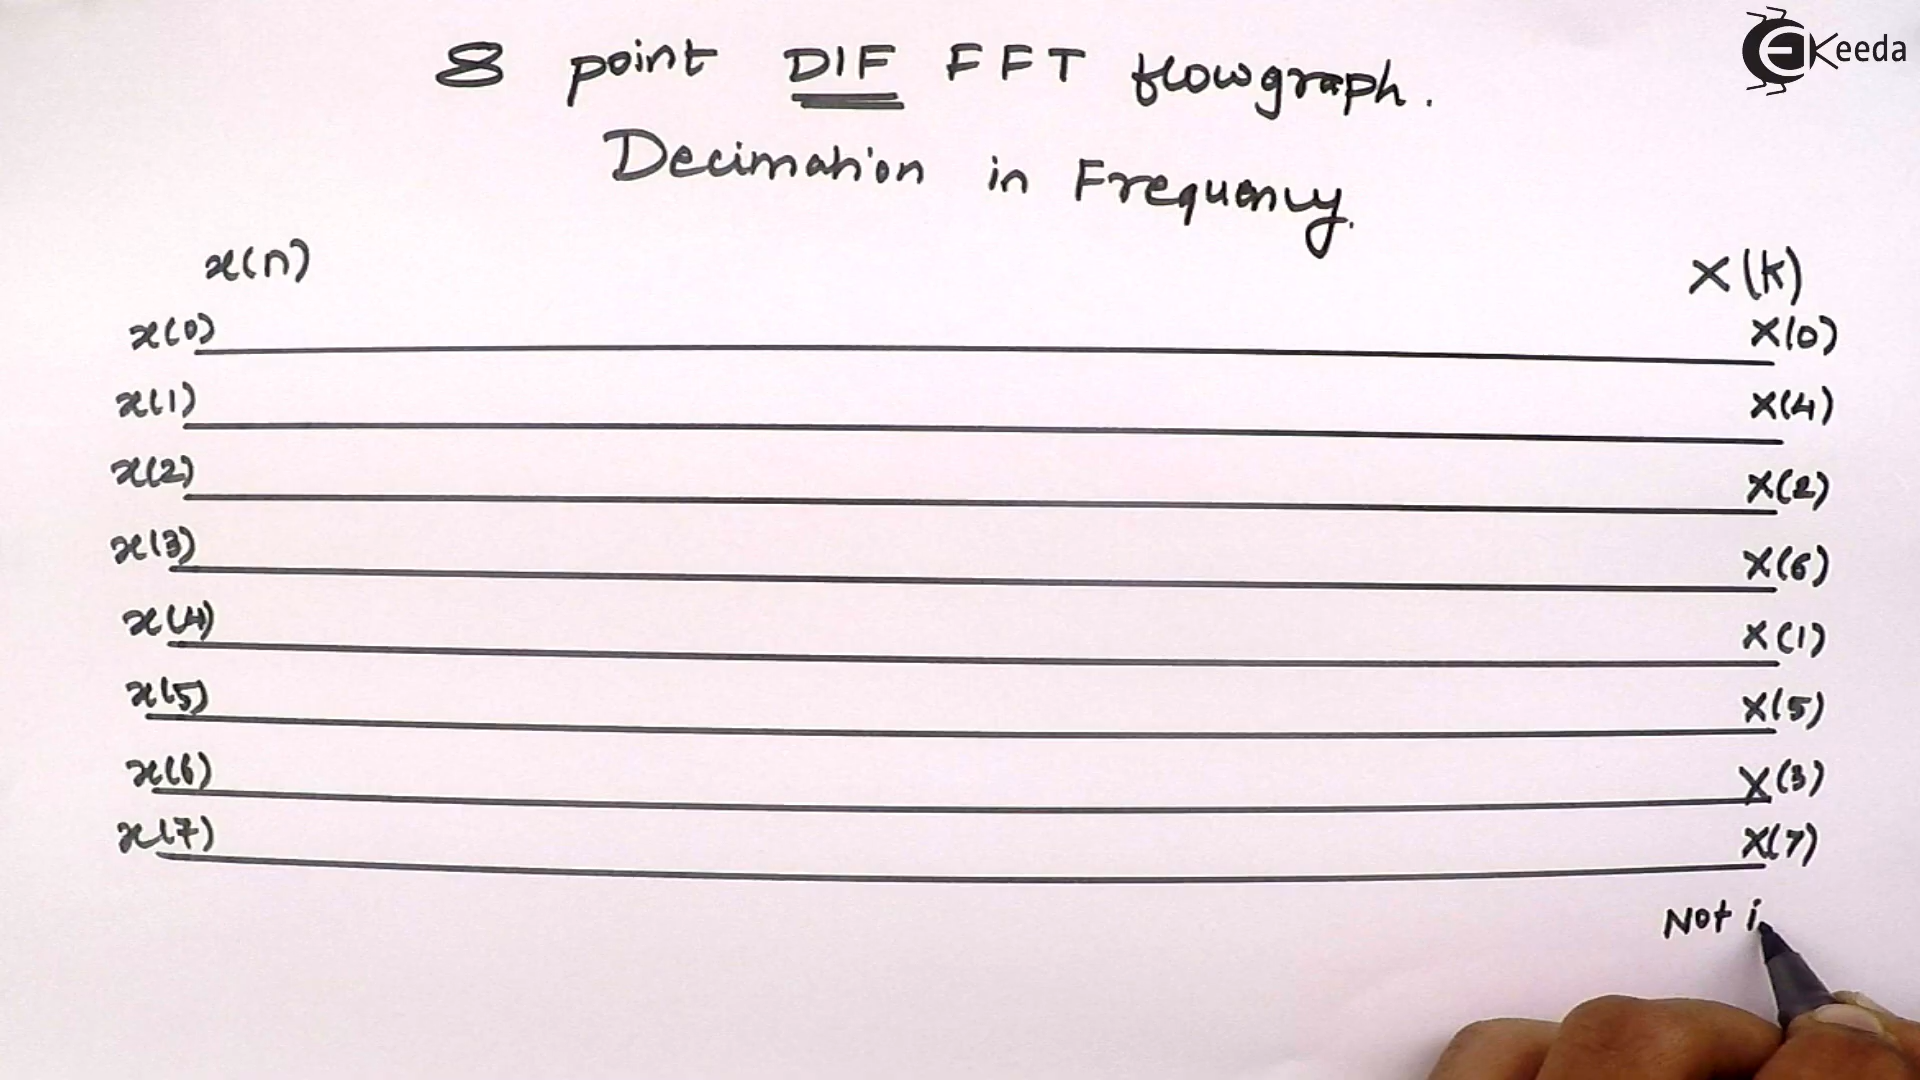 8 point DIF FFT flowgraph.
Keeda
Decimation in Frequency.
x(n) X(k)
x(0) X(0)
x(1) X(4)
x(2) X(2)
x(3) X(6)
x(4) X(1)
x(5) X(5)
x(6) X(3)
x(7) X(7)
Not i